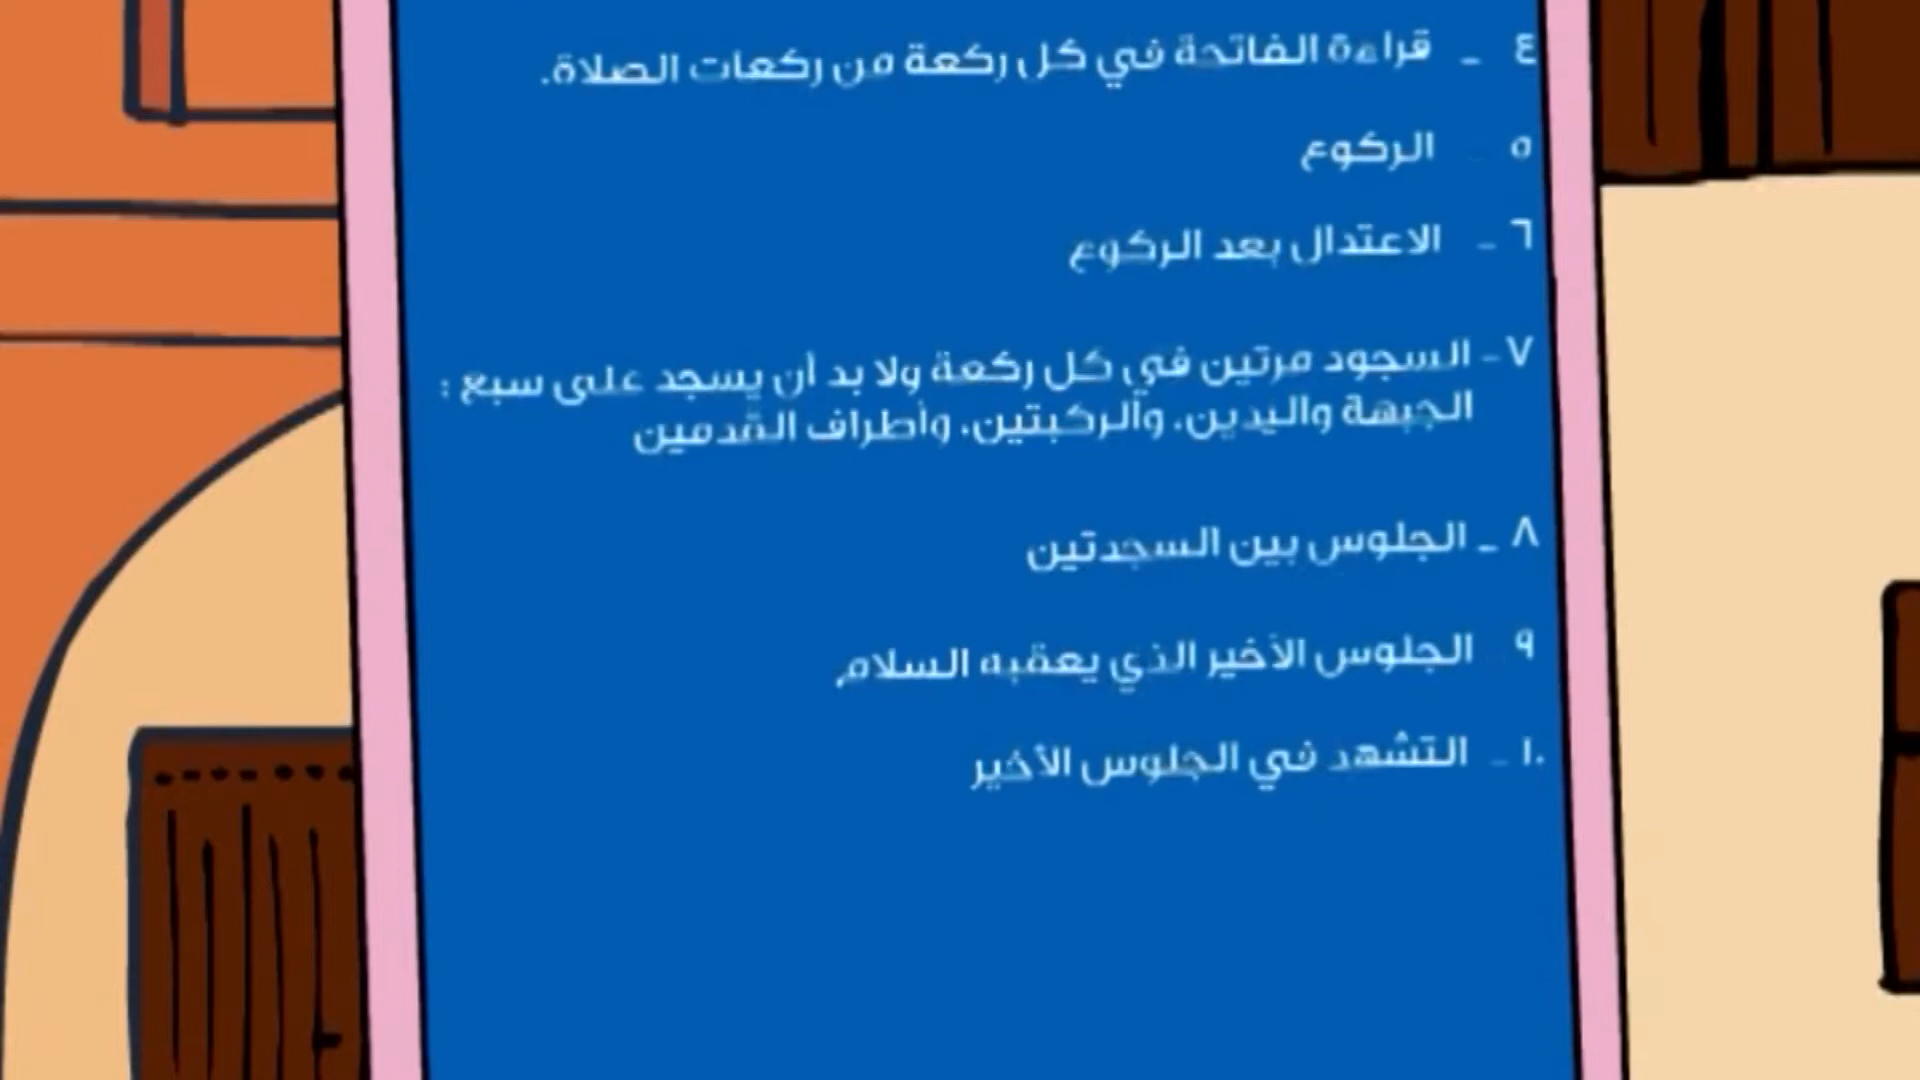 ٤ _ قراءة الفاتحة في كل ركعة من ركعات الصلاة.
٥ _ الركوع
٦ _ الاعتدال بعد الركوع
٧- السجود مرتين في كل ركعة ولا بد أن يسجد على سبع :
الجبهة واليدين، والركبتين، وأطراف القدمين
٨ _ الجلوس بين السجدتين
٩ الجلوس الأخير الذي يعقبه السلام
١٠ _ التشهد في الجلوس الأخير